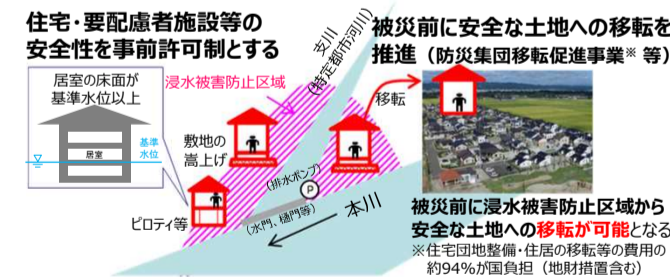 住宅・要配慮者施設等の
安全性を事前許可制とする
居室の床面が
基準水位以上
居室
基準
水位
浸水被害防止区域
敷地の
嵩上げ
ピロティ等
支川
（特定都市河川）
（排水ポンプ）
P
（水門、樋門等）
本川
移転
被災前に安全な土地への移転を
推進（防災集団移転促進事業※ 等）
被災前に浸水被害防止区域から
安全な土地への移転が可能となる
※住宅団地整備・住居の移転等の費用の
約94%が国負担（地財措置含む）